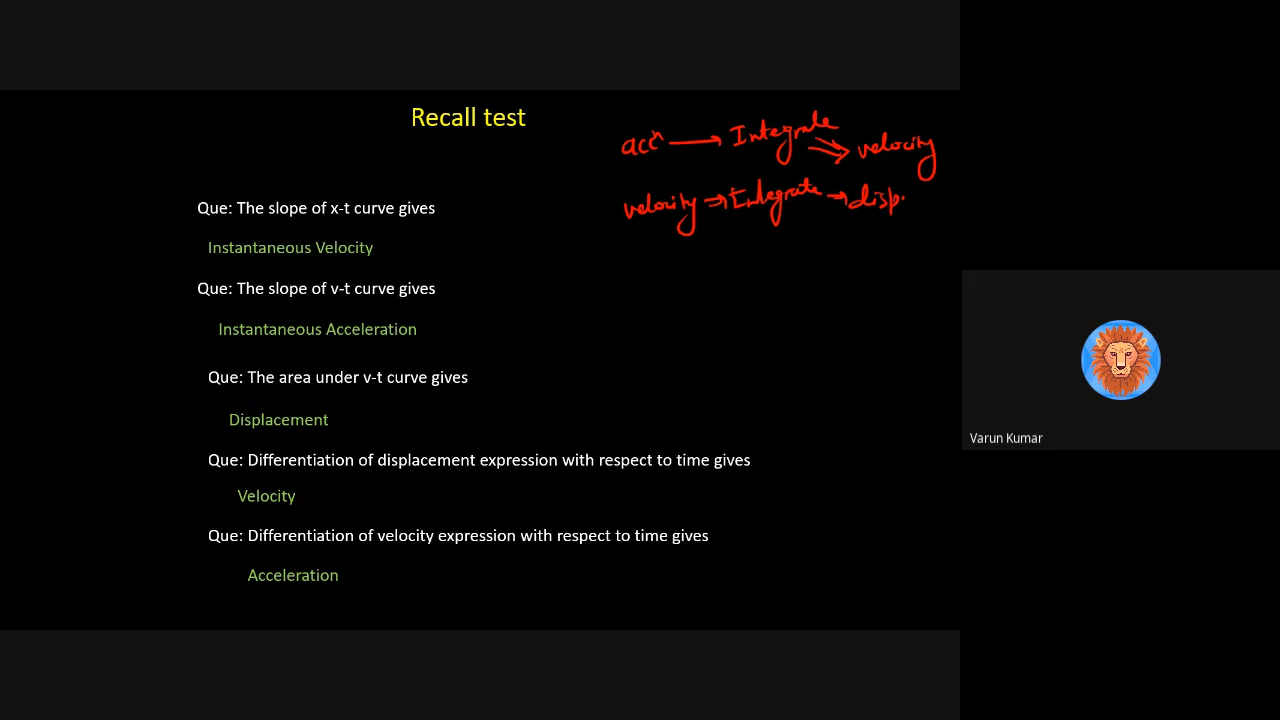 Recall test
accn → Integrate ⇒ velocity
velocity → Integrate → disp.
Que: The slope of x-t curve gives
Instantaneous Velocity
Que: The slope of v-t curve gives
Instantaneous Acceleration
Que: The area under v-t curve gives
Displacement
Que: Differentiation of displacement expression with respect to time gives
Velocity
Que: Differentiation of velocity expression with respect to time gives
Acceleration
Varun Kumar